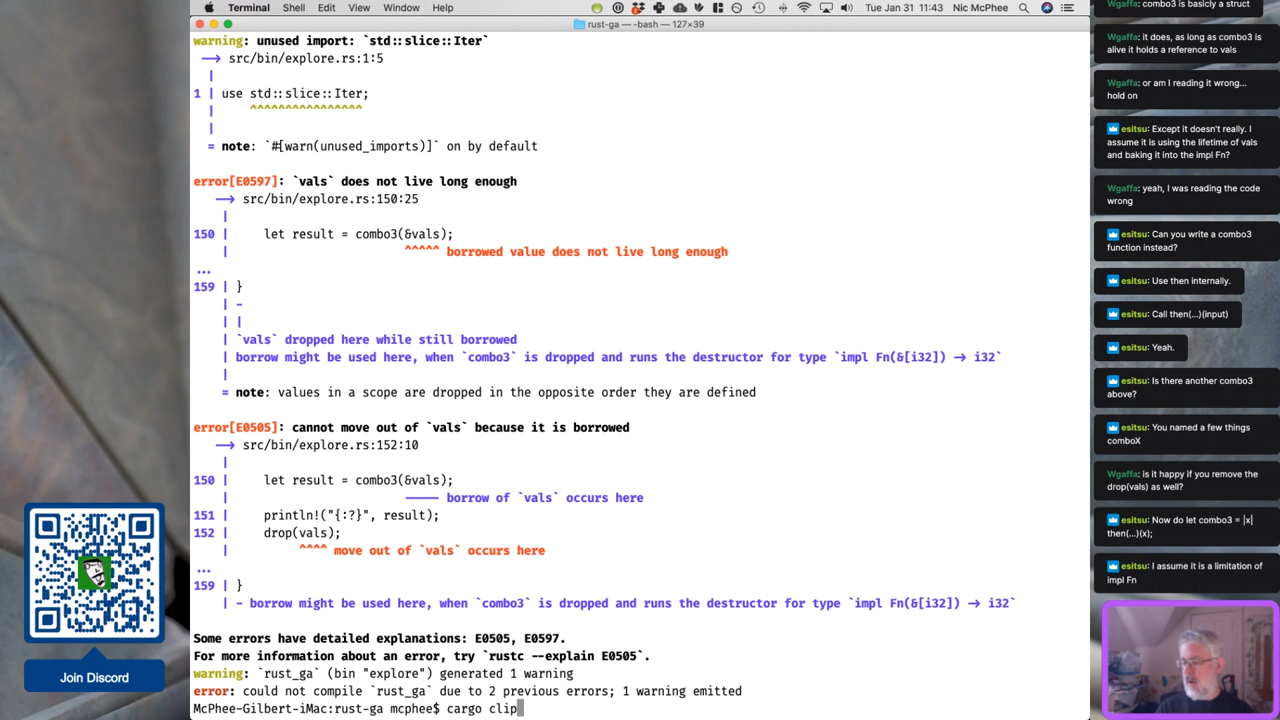 Terminal Shell Edit View Window Help
Tue Jan 31 11:43 Nic McPhee
rust-ga — -bash — 127×39
warning: unused import: `std::slice::Iter`
--> src/bin/explore.rs:1:5
|
1 | use std::slice::Iter;
| ^^^^^^^^^^^^^^^^
|
= note: `#[warn(unused_imports)]` on by default
error[E0597]: `vals` does not live long enough
--> src/bin/explore.rs:150:25
|
150 | let result = combo3(&vals);
| ^^^^^ borrowed value does not live long enough
...
159 | }
| -
| |
| `vals` dropped here while still borrowed
| borrow might be used here, when `combo3` is dropped and runs the destructor for type `impl Fn(&[i32]) -> i32`
|
= note: values in a scope are dropped in the opposite order they are defined
error[E0505]: cannot move out of `vals` because it is borrowed
--> src/bin/explore.rs:152:10
|
150 | let result = combo3(&vals);
| ----- borrow of `vals` occurs here
151 | println!("{:?}", result);
152 | drop(vals);
| ^^^^ move out of `vals` occurs here
...
159 | }
| - borrow might be used here, when `combo3` is dropped and runs the destructor for type `impl Fn(&[i32]) -> i32`
Some errors have detailed explanations: E0505, E0597.
For more information about an error, try `rustc --explain E0505`.
warning: `rust_ga` (bin "explore") generated 1 warning
error: could not compile `rust_ga` due to 2 previous errors; 1 warning emitted
McPhee-Gilbert-iMac:rust-ga mcphee$ cargo clip
combo3 is basicly a struct
Wgaffa: it does, as long as combo3 is
alive it holds a reference to vals
Wgaffa: or am I reading it wrong...
hold on
esitsu: Except it doesn't really. I
assume it is using the lifetime of vals
and baking it into the impl Fn?
Wgaffa: yeah, I was reading the code
wrong
esitsu: Can you write a combo3
function instead?
esitsu: Use then internally.
esitsu: Call then(...)(input)
esitsu: Yeah.
esitsu: Is there another combo3
above?
esitsu: You named a few things
comboX
Wgaffa: is it happy if you remove the
drop(vals) as well?
esitsu: Now do let combo3 = |x|
then(...)(x);
esitsu: I assume it is a limitation of
impl Fn
Join Discord